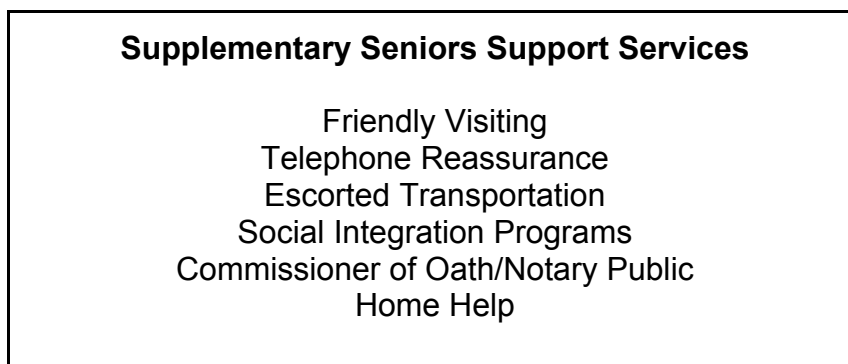 Supplementary Seniors Support Services
Friendly Visiting
Telephone Reassurance
Escorted Transportation
Social Integration Programs
Commissioner of Oath/Notary Public
Home Help